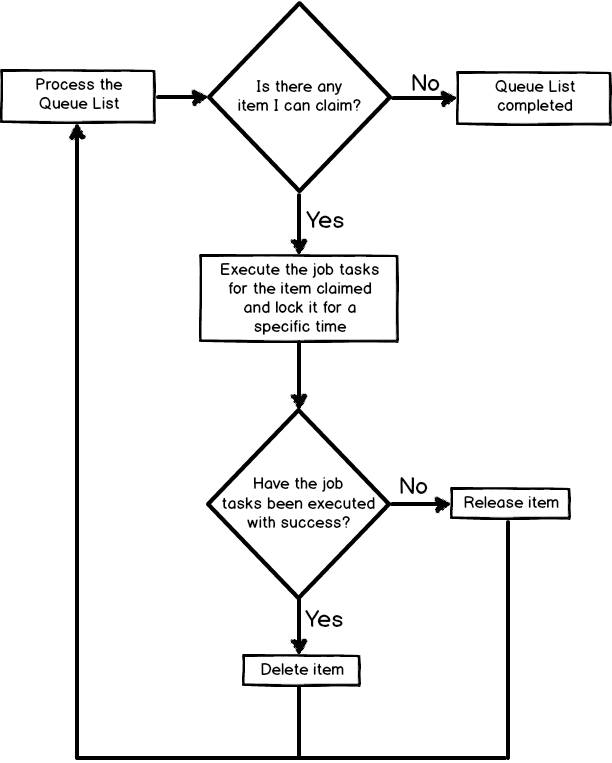 Process the
Queue List
Is there any
item I can claim?
No
Queue List
completed
Yes
Execute the job tasks
for the item claimed
and lock it for a
specific time
Have the job
tasks been executed
with success?
No
Release item
Yes
Delete item